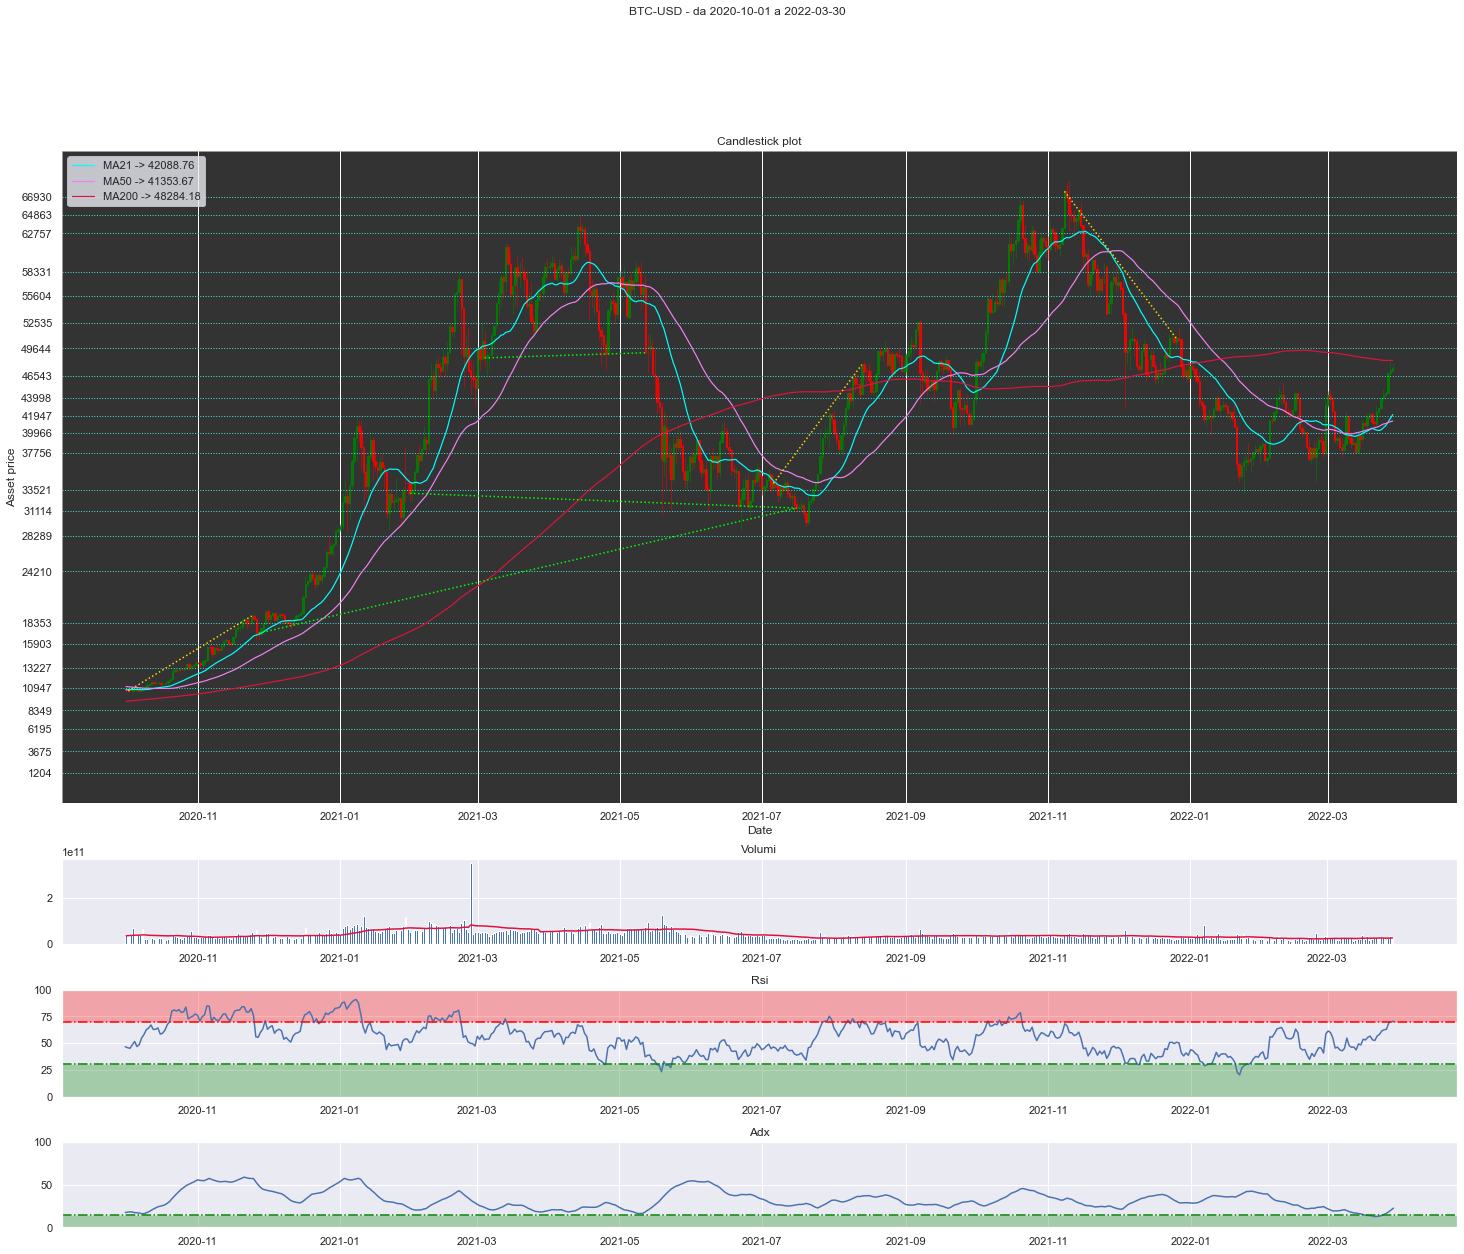 BTC-USD - da 2020-10-01 a 2022-03-30
Candlestick plot
MA21 -> 42088.76
MA50 -> 41353.67
MA200 -> 48284.18
66930
64863
62757
58331
55604
52535
49644
46543
43998
41947
39966
37756
33521
31114
28289
24210
18353
15903
13227
10947
8349
6195
3675
1204
Asset price
2020-11 2021-01 2021-03 2021-05 2021-07 2021-09 2021-11 2022-01 2022-03
Date
1e11
Volumi
2
0
2020-11 2021-01 2021-03 2021-05 2021-07 2021-09 2021-11 2022-01 2022-03
Rsi
100
75
50
25
0
2020-11 2021-01 2021-03 2021-05 2021-07 2021-09 2021-11 2022-01 2022-03
Adx
100
50
0
2020-11 2021-01 2021-03 2021-05 2021-07 2021-09 2021-11 2022-01 2022-03